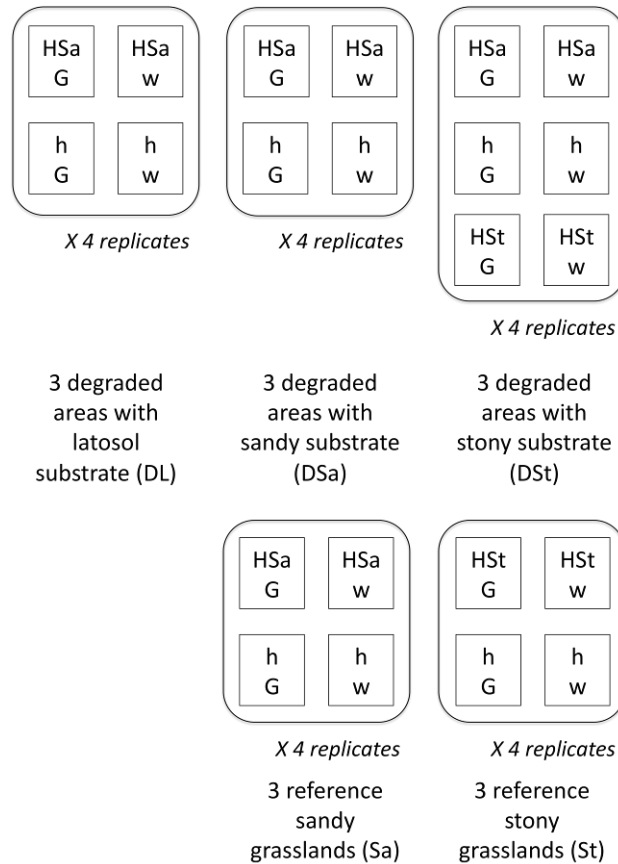 HSa
G
HSa
w
h
G
h
w
X 4 replicates
3 degraded
areas with
latosol
substrate (DL)
HSa
G
HSa
w
h
G
h
w
X 4 replicates
3 degraded
areas with
sandy substrate
(DSa)
HSa
G
HSa
w
h
G
h
w
HSt
G
HSt
w
X 4 replicates
3 degraded
areas with
stony substrate
(DSt)
HSa
G
HSa
w
h
G
h
w
X 4 replicates
3 reference
sandy
grasslands (Sa)
HSt
G
HSt
w
h
G
h
w
X 4 replicates
3 reference
stony
grasslands (St)